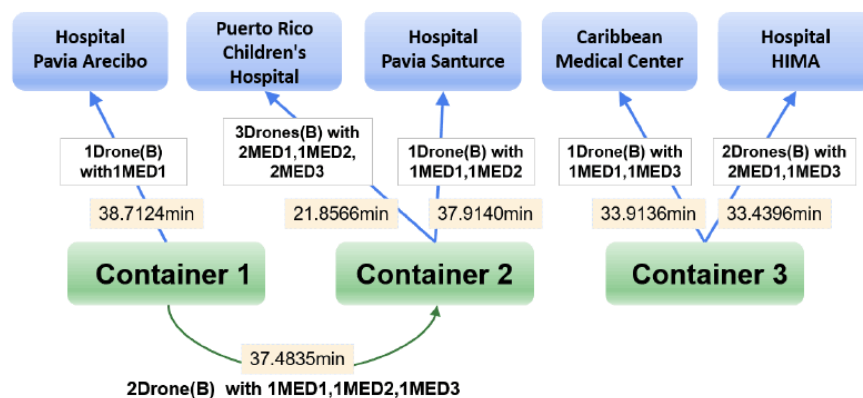 Hospital
Pavia Arecibo
Puerto Rico
Children's
Hospital
Hospital
Pavia Santurce
Caribbean
Medical Center
Hospital
HIMA
1Drone(B)
with1MED1
3Drones(B) with
2MED1,1MED2,
2MED3
1Drone(B) with
1MED1,1MED2
1Drone(B) with
1MED1,1MED3
2Drones(B) with
2MED1,1MED3
38.7124min
21.8566min
37.9140min
33.9136min
33.4396min
Container 1
Container 2
Container 3
37.4835min
2Drone(B) with 1MED1,1MED2,1MED3